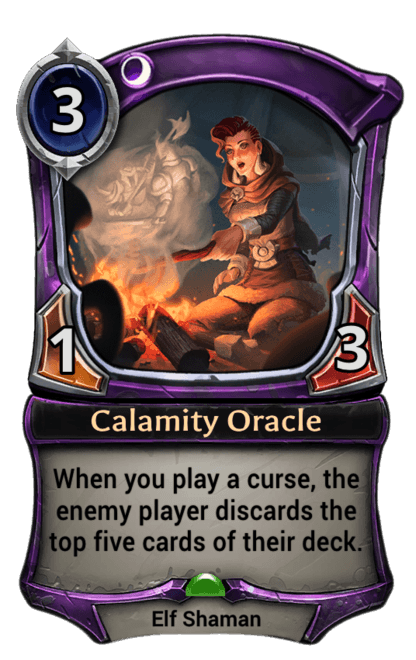 3
1
3
Calamity Oracle
When you play a curse, the
enemy player discards the
top five cards of their deck.
Elf Shaman